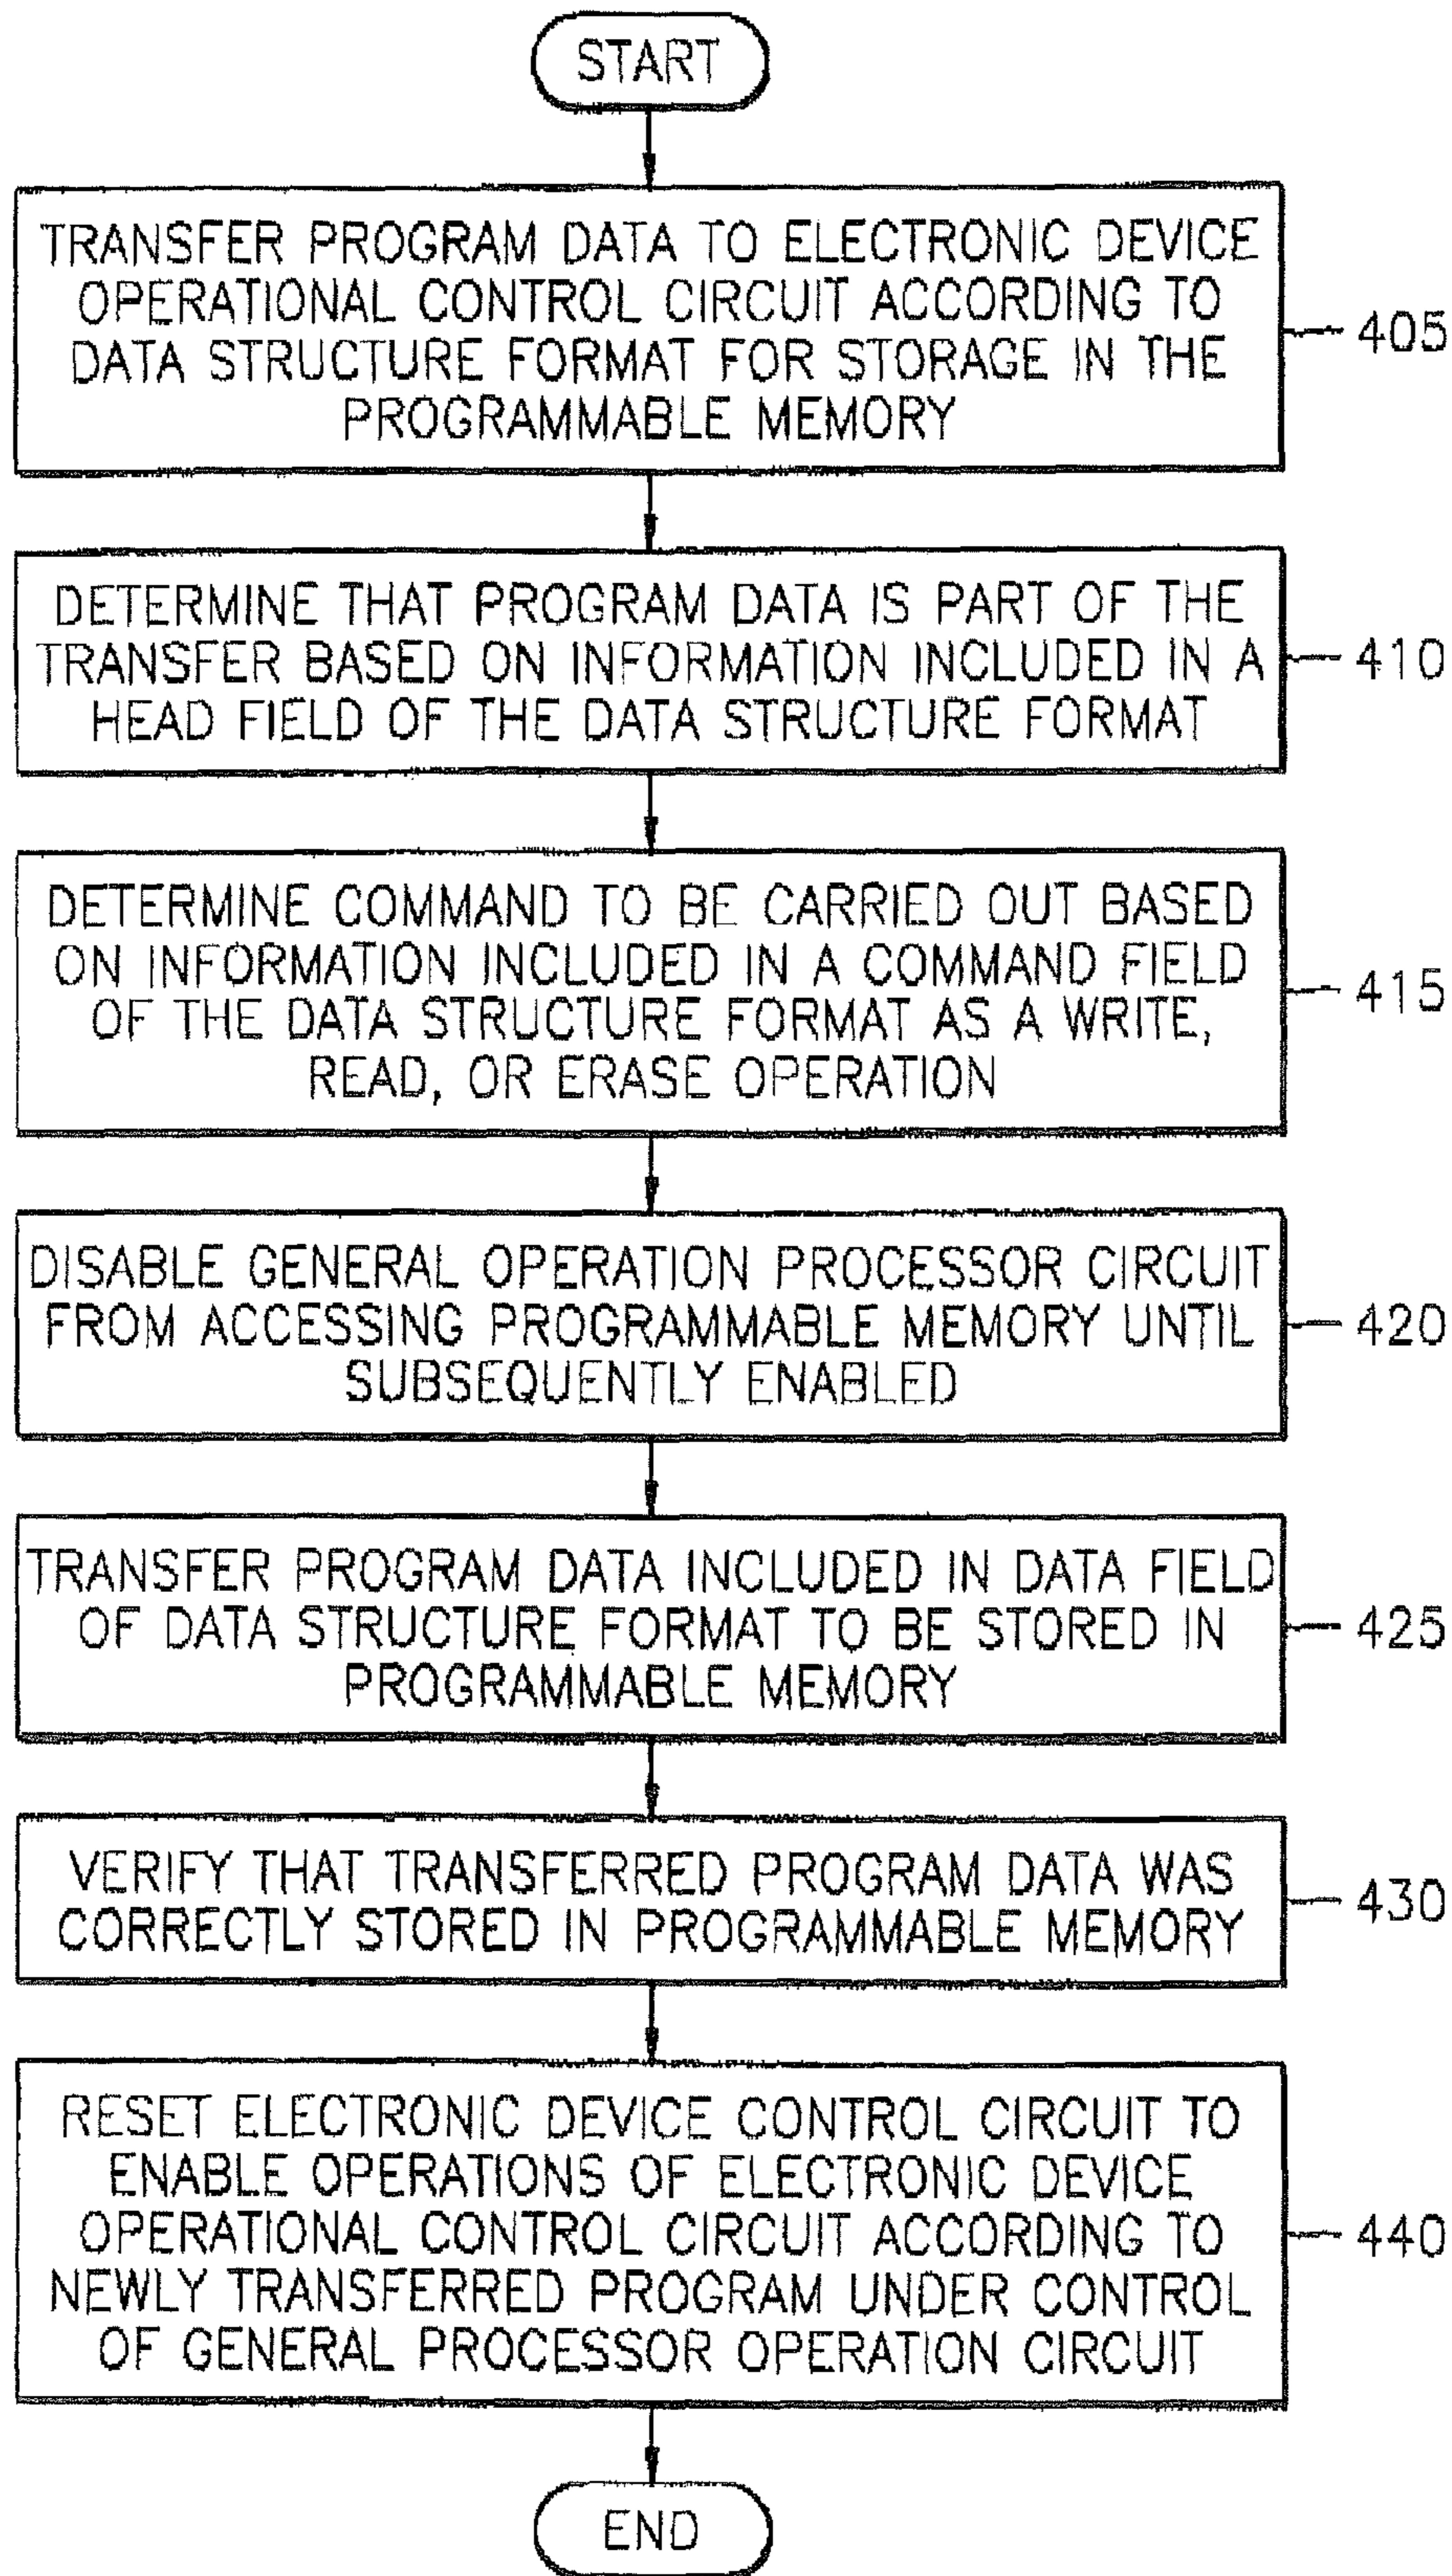 START
TRANSFER PROGRAM DATA TO ELECTRONIC DEVICE
OPERATIONAL CONTROL CIRCUIT ACCORDING TO
DATA STRUCTURE FORMAT FOR STORAGE IN THE
PROGRAMMABLE MEMORY
405
DETERMINE THAT PROGRAM DATA IS PART OF THE
TRANSFER BASED ON INFORMATION INCLUDED IN A
HEAD FIELD OF THE DATA STRUCTURE FORMAT
410
DETERMINE COMMAND TO BE CARRIED OUT BASED
ON INFORMATION INCLUDED IN A COMMAND FIELD
OF THE DATA STRUCTURE FORMAT AS A WRITE,
READ, OR ERASE OPERATION
415
DISABLE GENERAL OPERATION PROCESSOR CIRCUIT
FROM ACCESSING PROGRAMMABLE MEMORY UNTIL
SUBSEQUENTLY ENABLED
420
TRANSFER PROGRAM DATA INCLUDED IN DATA FIELD
OF DATA STRUCTURE FORMAT TO BE STORED IN
PROGRAMMABLE MEMORY
425
VERIFY THAT TRANSFERRED PROGRAM DATA WAS
CORRECTLY STORED IN PROGRAMMABLE MEMORY
430
RESET ELECTRONIC DEVICE CONTROL CIRCUIT TO
ENABLE OPERATIONS OF ELECTRONIC DEVICE
OPERATIONAL CONTROL CIRCUIT ACCORDING TO
NEWLY TRANSFERRED PROGRAM UNDER CONTROL
OF GENERAL PROCESSOR OPERATION CIRCUIT
440
END